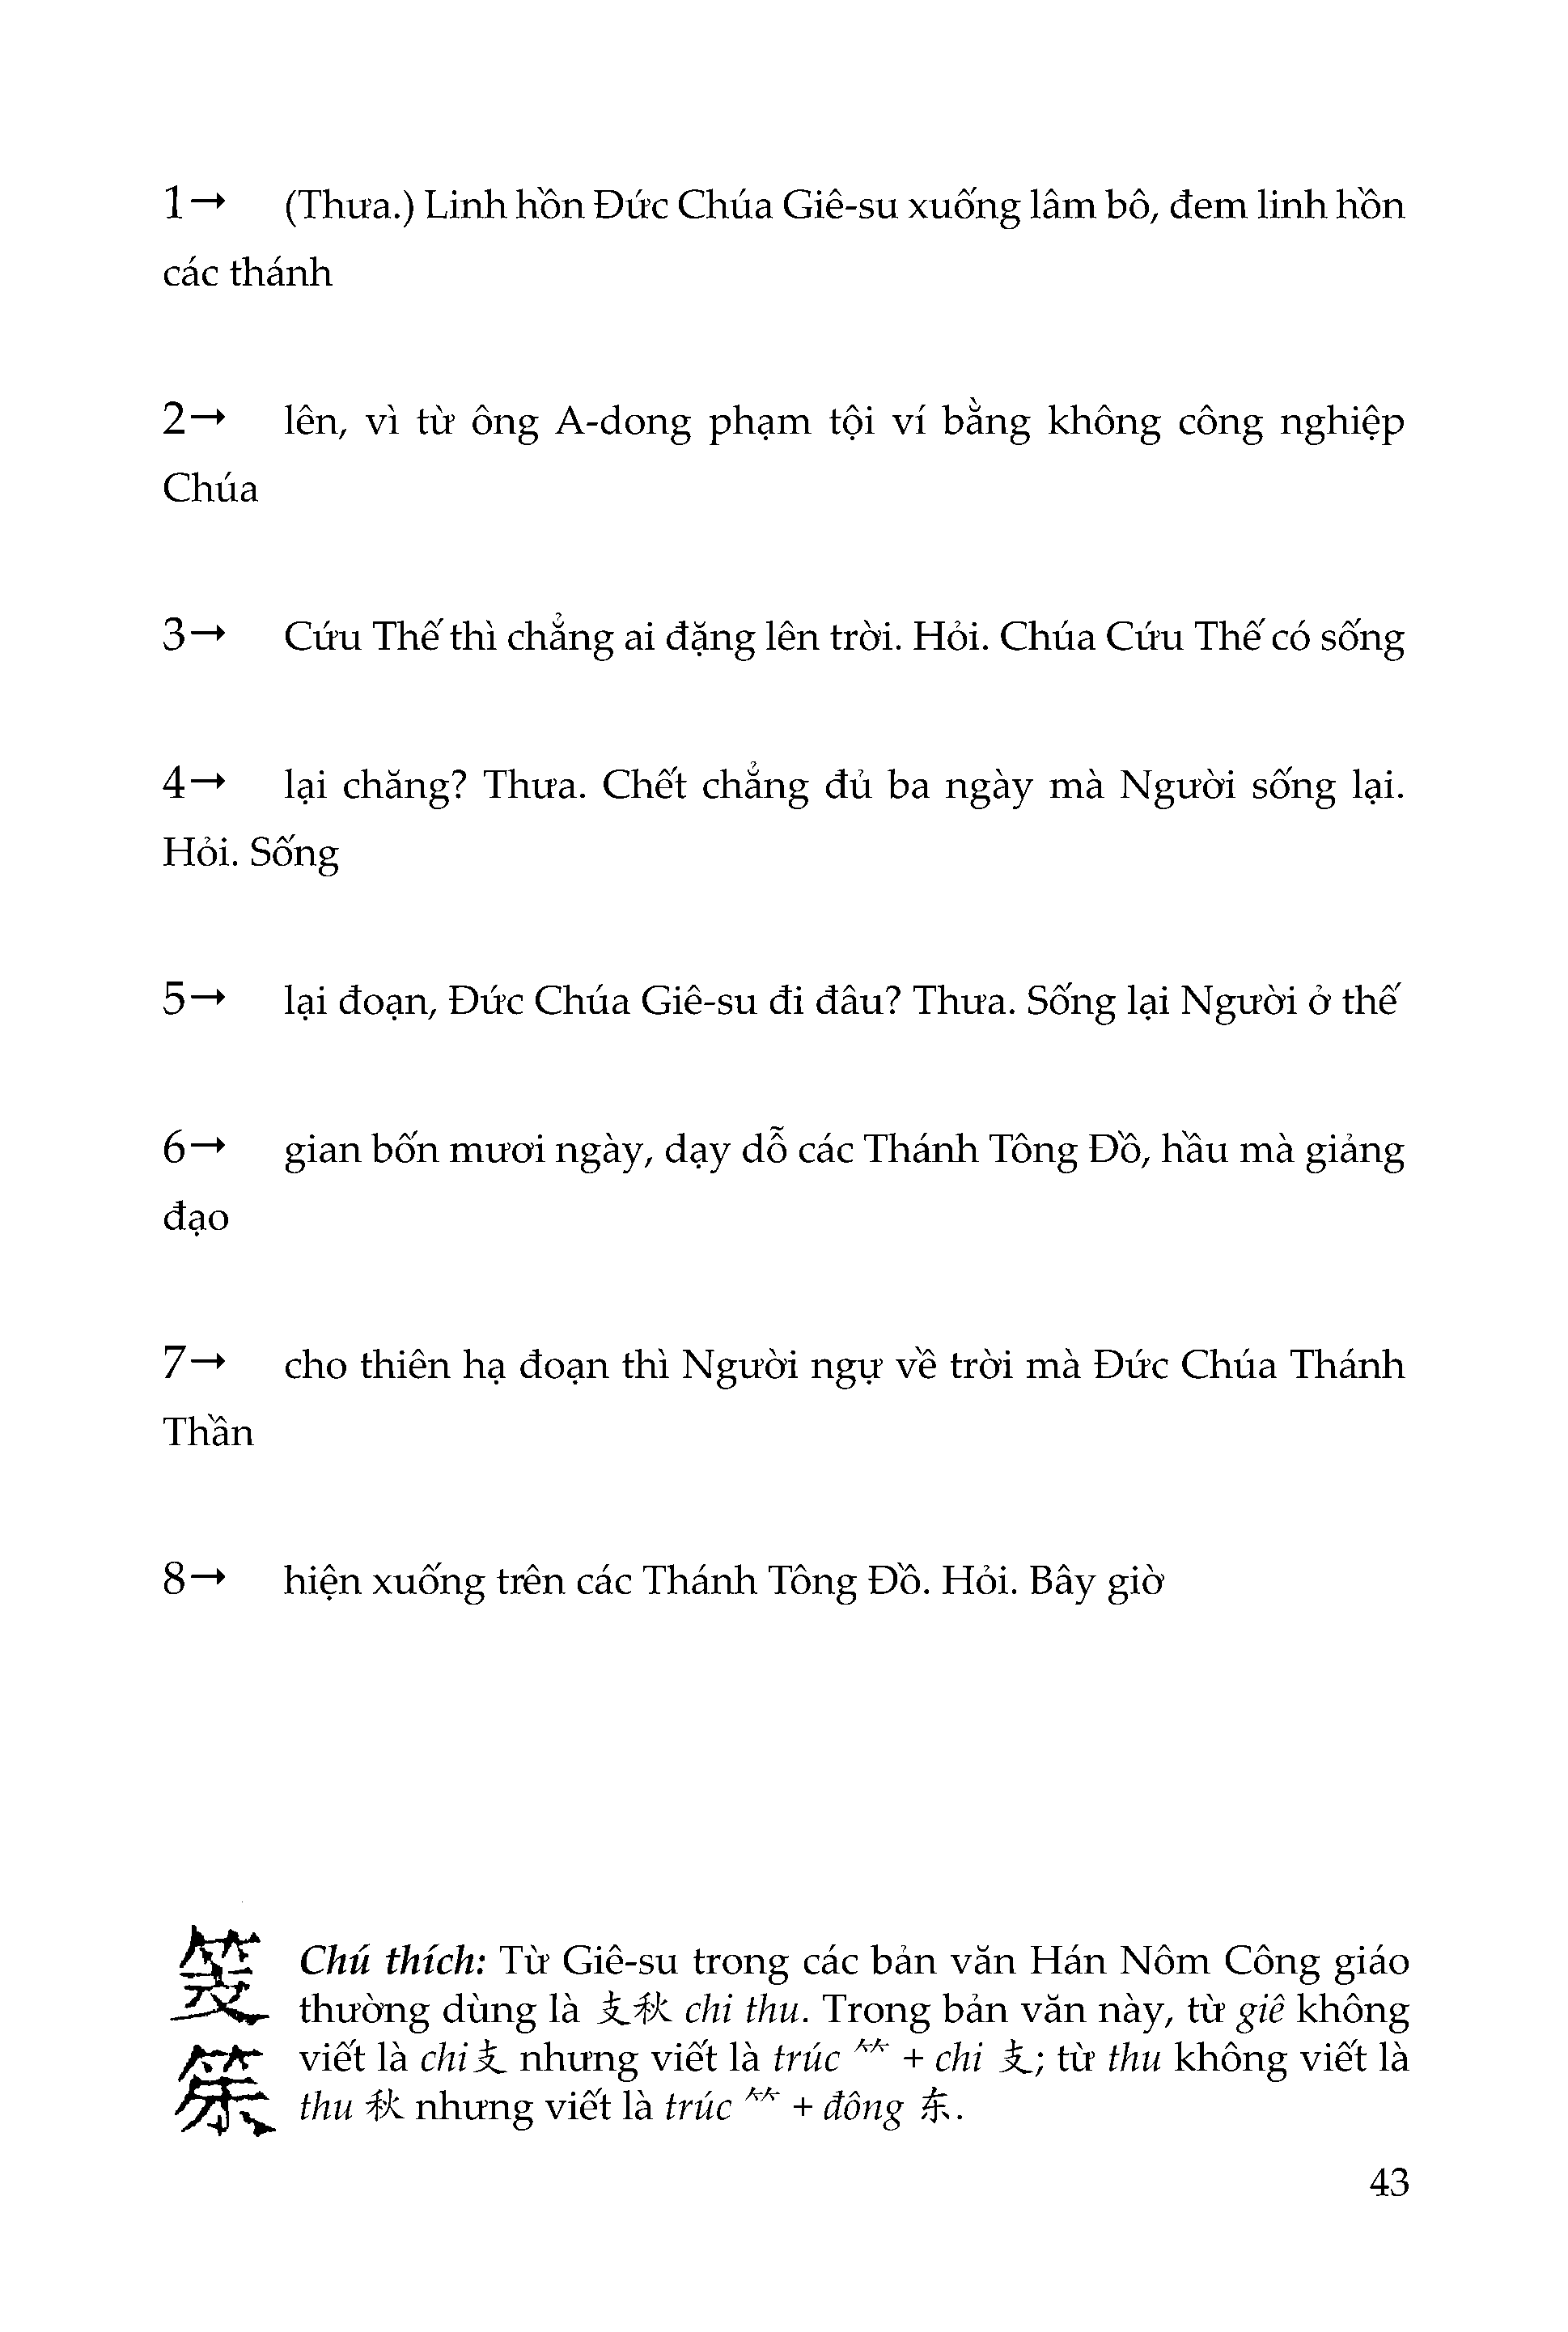 1→ (Thưa.) Linh hồn Đức Chúa Giê-su xuống lâm bô, đem linh hồn
các thánh
2→ lên, vì từ ông A-dong phạm tội ví bằng không công nghiệp
Chúa
3→ Cứu Thế thì chẳng ai đặng lên trời. Hỏi. Chúa Cứu Thế có sống
4→ lại chăng? Thưa. Chết chẳng đủ ba ngày mà Người sống lại.
Hỏi. Sống
5→ lại đoạn, Đức Chúa Giê-su đi đâu? Thưa. Sống lại Người ở thế
6→ gian bốn mươi ngày, dạy dỗ các Thánh Tông Đồ, hầu mà giảng
đạo
7→ cho thiên hạ đoạn thì Người ngự về trời mà Đức Chúa Thánh
Thần
8→ hiện xuống trên các Thánh Tông Đồ. Hỏi. Bây giờ
Chú thích: Từ Giê-su trong các bản văn Hán Nôm Công giáo
thường dùng là 支秋 chi thu. Trong bản văn này, từ giê không
viết là chi支 nhưng viết là trúc ⺮ + chi 支; từ thu không viết là
thu 秋 nhưng viết là trúc ⺮ + đông 东.
43